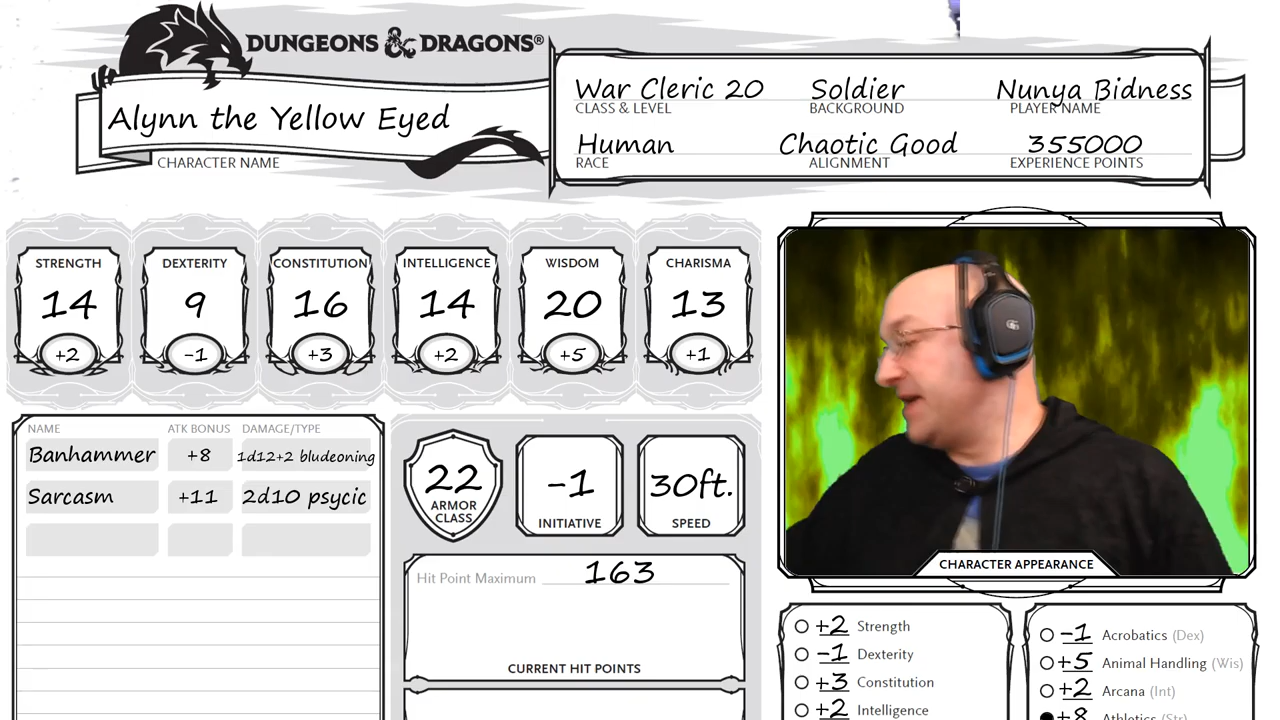 DUNGEONS & DRAGONS®
Alynn the Yellow Eyed
CHARACTER NAME
War Cleric 20 Soldier Nunya Bidness
CLASS & LEVEL BACKGROUND PLAYER NAME
Human Chaotic Good 355000
RACE ALIGNMENT EXPERIENCE POINTS
STRENGTH DEXTERITY CONSTITUTION INTELLIGENCE WISDOM CHARISMA
14 9 16 14 20 13
+2 -1 +3 +2 +5 +1
NAME ATK BONUS DAMAGE/TYPE
Banhammer +8 1d12+2 bludeoning
Sarcasm +11 2d10 psycic
22
ARMOR
CLASS
-1
INITIATIVE
30ft.
SPEED
Hit Point Maximum 163
CURRENT HIT POINTS
CHARACTER APPEARANCE
+2 Strength
-1 Dexterity
+3 Constitution
+2 Intelligence
-1 Acrobatics (Dex)
+5 Animal Handling (Wis)
+2 Arcana (Int)
+8 Athletics (Str)